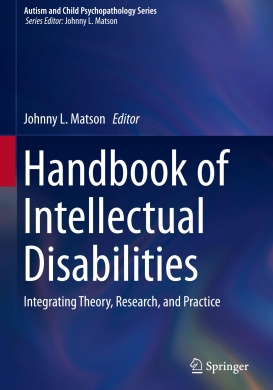 Autism and Child Psychopathology Series
Series Editor: Johnny L. Matson
Johnny L. Matson Editor
Handbook of
Intellectual
Disabilities
Integrating Theory, Research, and Practice
Springer